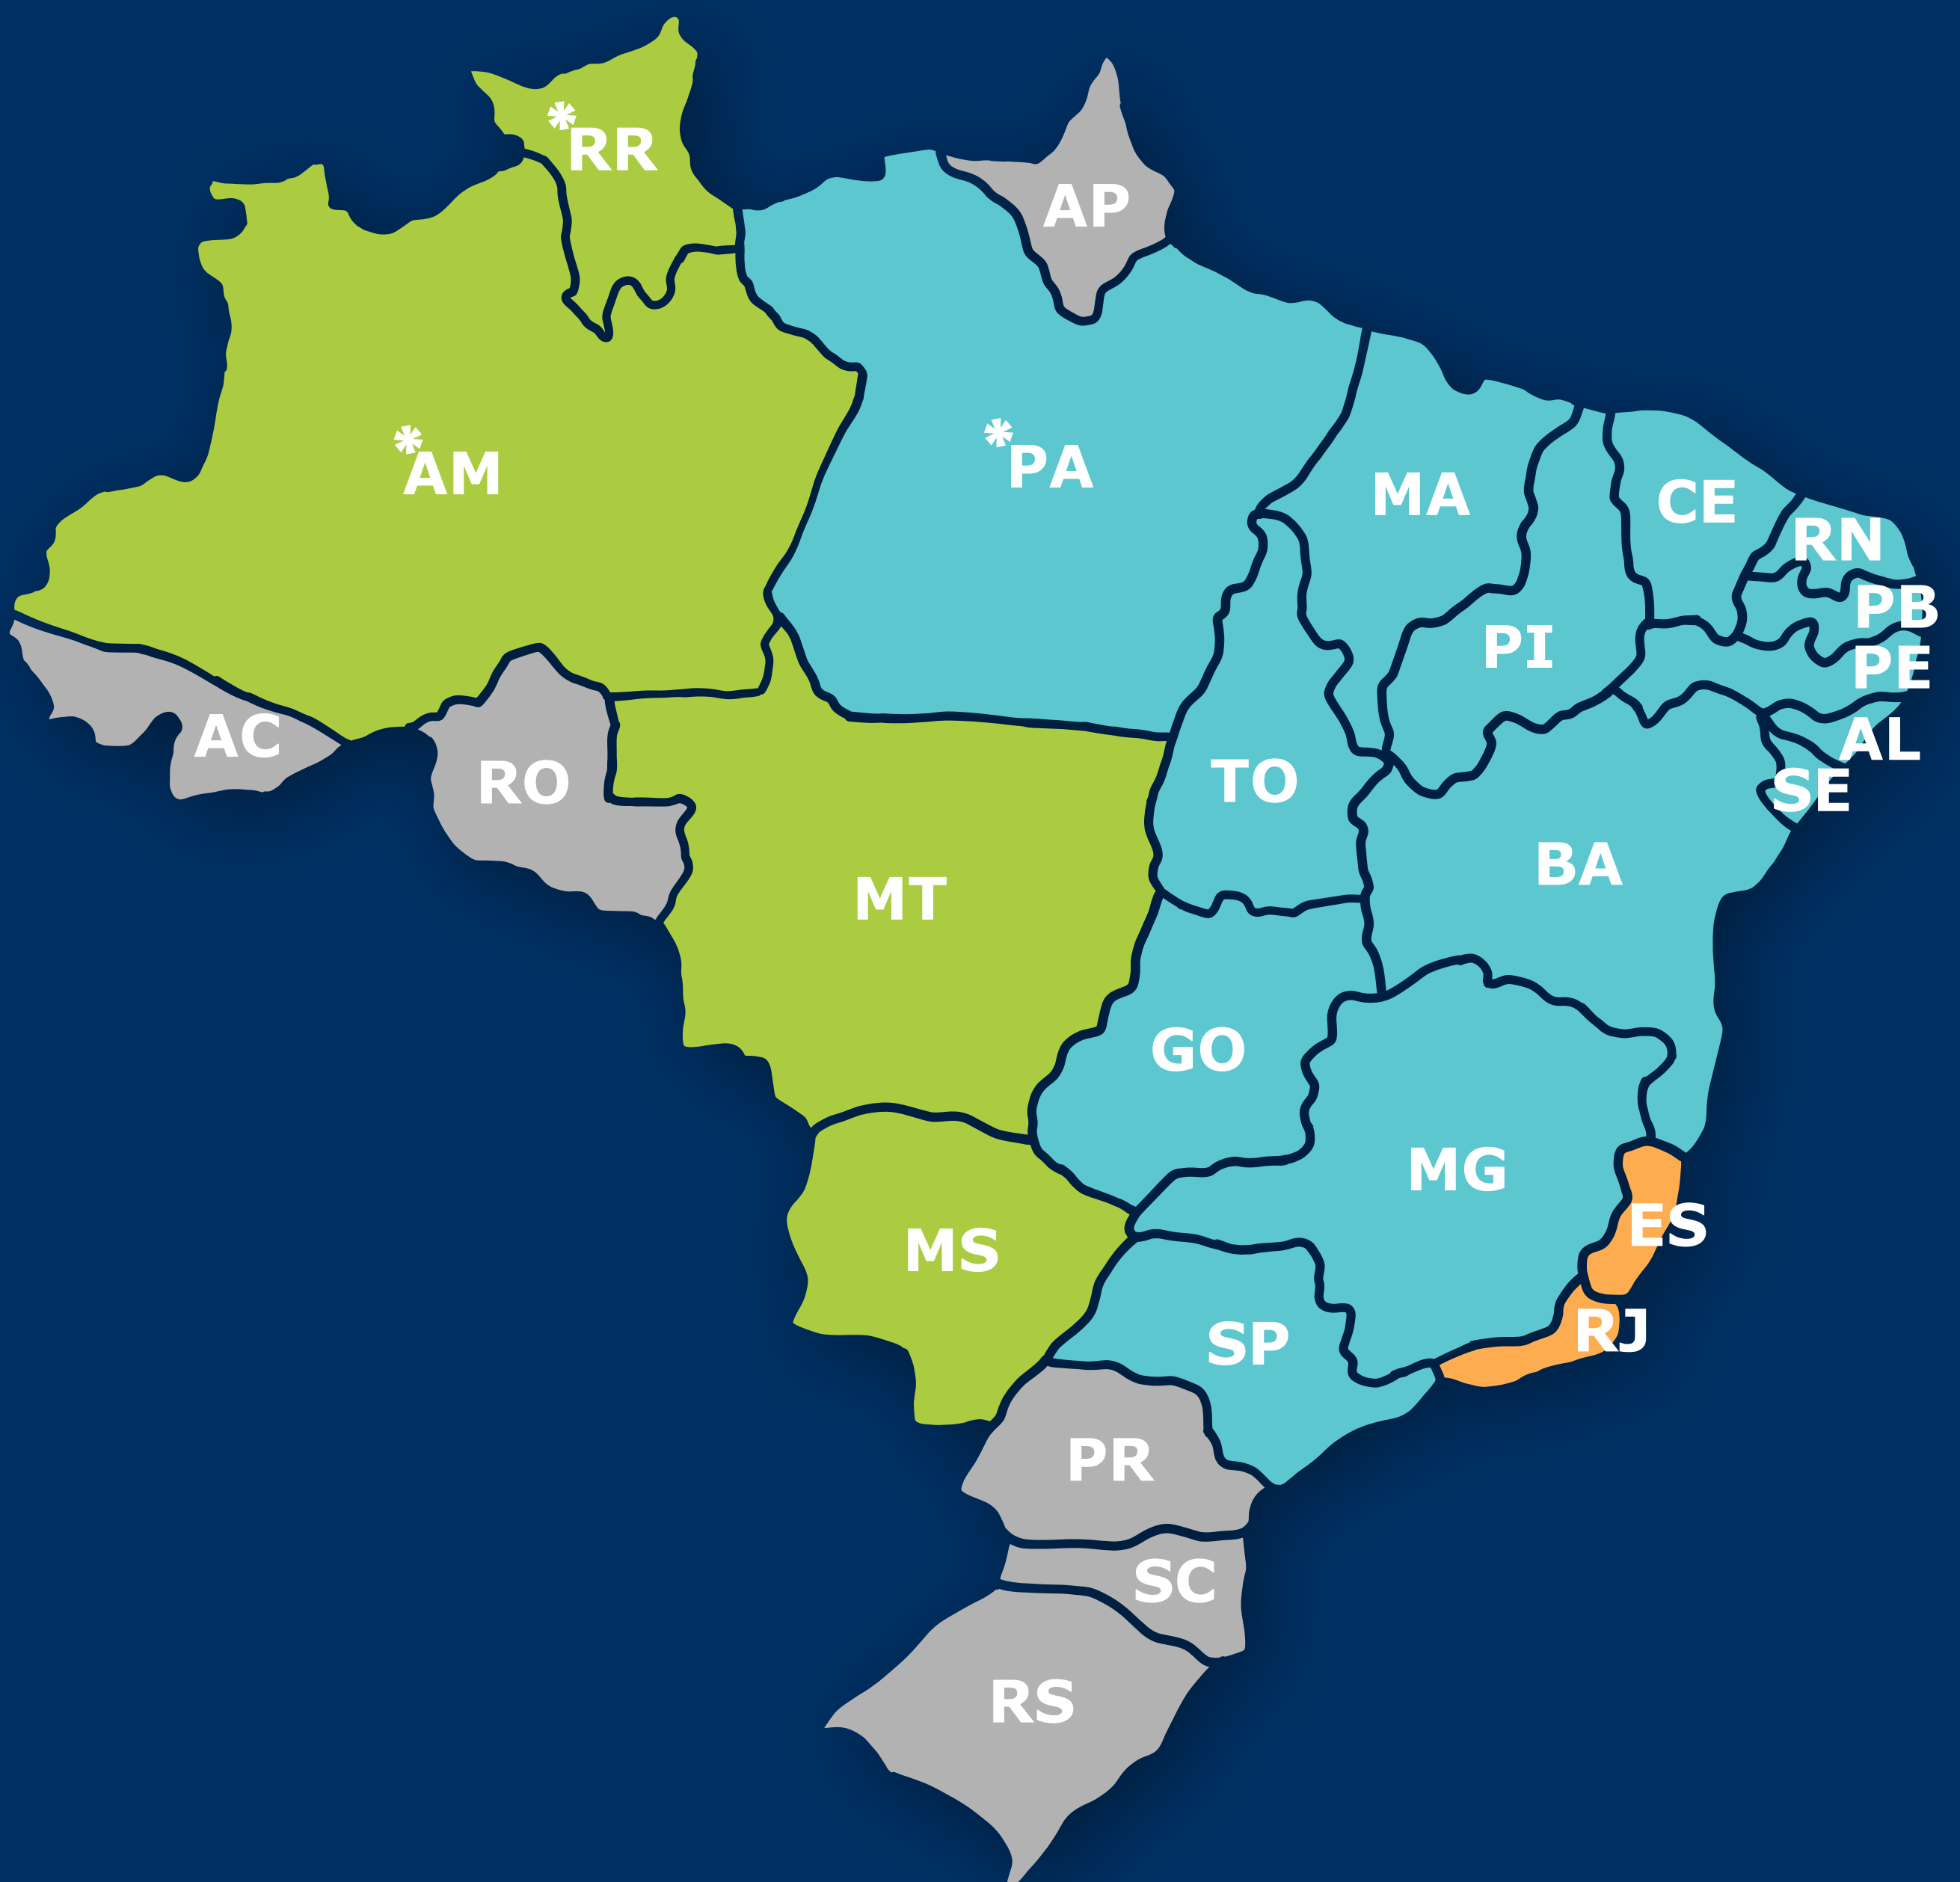 *RR
AP
*AM
*PA
MA
CE
RN
PB
PI
PE
AC
AL
RO
TO
SE
BA
MT
GO
MG
ES
MS
RJ
SP
PR
SC
RS